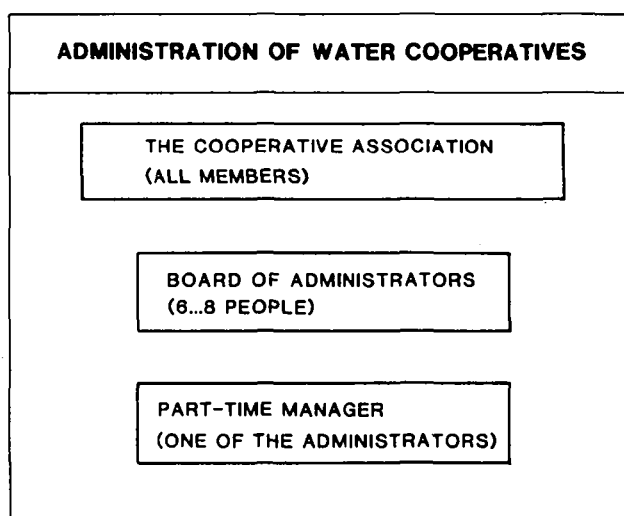 ADMINISTRATION OF WATER COOPERATIVES
THE COOPERATIVE ASSOCIATION
(ALL MEMBERS)
BOARD OF ADMINISTRATORS
(6...8 PEOPLE)
PART-TIME MANAGER
(ONE OF THE ADMINISTRATORS)